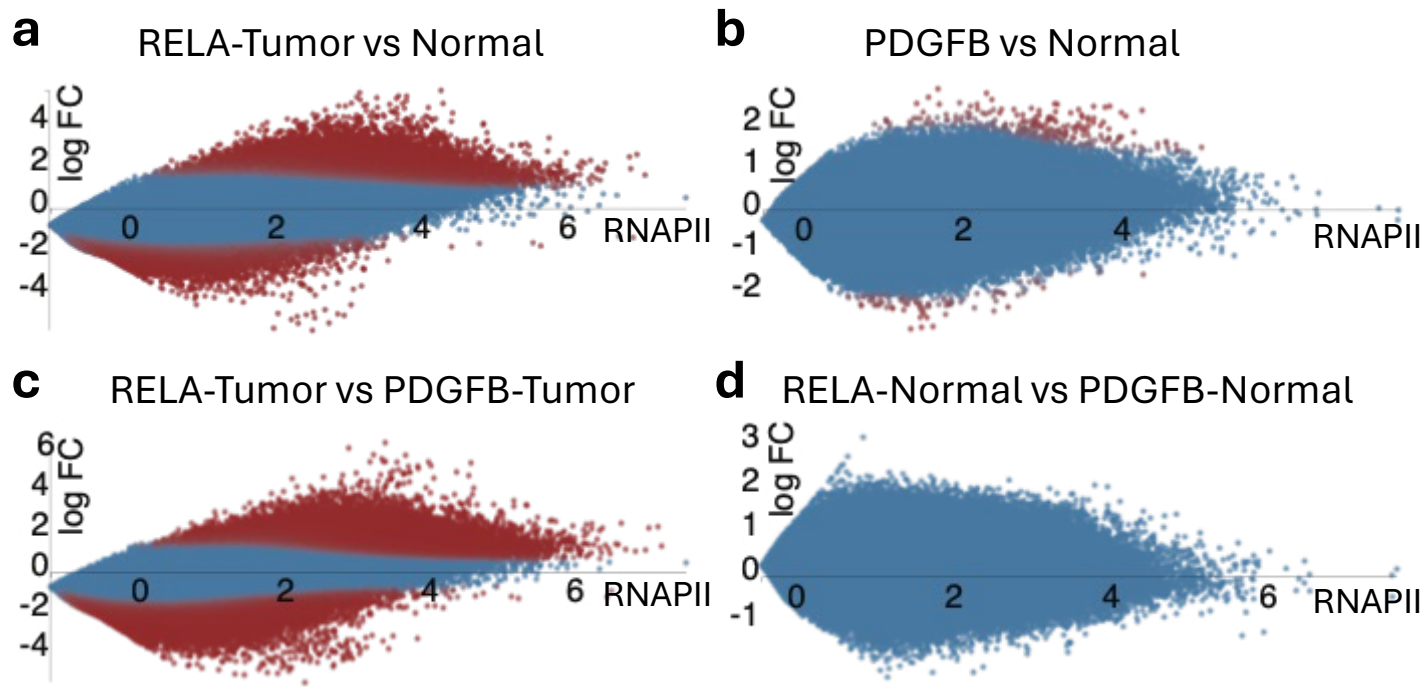 a
RELA-Tumor vs Normal
4
2
0
-2
-4
log FC
0
2
4
6
RNAPII
b
PDGFB vs Normal
2
1
0
-1
-2
log FC
0
2
4
RNAPII
c
RELA-Tumor vs PDGFB-Tumor
6
4
2
0
-2
-4
log FC
0
2
4
6
RNAPII
d
RELA-Normal vs PDGFB-Normal
3
2
1
0
-1
log FC
0
2
4
6
RNAPII